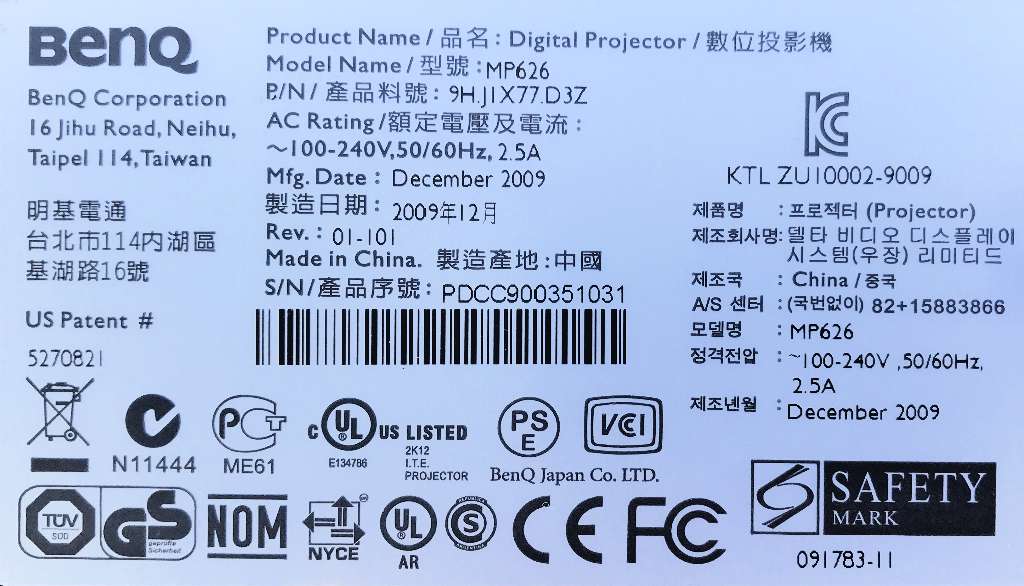 BenQ
BenQ Corporation
16 Jihu Road, Neihu,
Taipei 114,Taiwan
明基電通
台北市114內湖區
基湖路16號
US Patent #
5270821
Product Name / 品名 : Digital Projector / 數位投影機
Model Name / 型號 : MP626
P/N / 產品料號 : 9H.J1X77.D3Z
AC Rating /額定電壓及電流 :
~100-240V,50/60Hz, 2.5A
Mfg. Date : December 2009
製造日期 : 2009年12月
Rev. : 01-101
Made in China. 製造產地 :中國
S/N/產品序號 : PDCC900351031
KC
KTL ZU10002-9009
제품명 : 프로젝터 (Projector)
제조회사명: 델타 비디오 디스플레이
시스템(우장) 리미티드
제조국 : China /중국
A/S 센터 : (국번없이) 82+15883866
모델명 : MP626
정격전압 : ~100-240V ,50/60Hz,
2.5A
제조년월 : December 2009
N11444
PCT
ME61
C UL US LISTED
E134786
2K12
I.T.E.
PROJECTOR
PSE
VCCI
BenQ Japan Co. LTD.
TÜV
SÜD
GS
geprüfte
Sicherheit
NOM
NYCE
UL
AR
S
CE
FC
SAFETY
MARK
091783-11